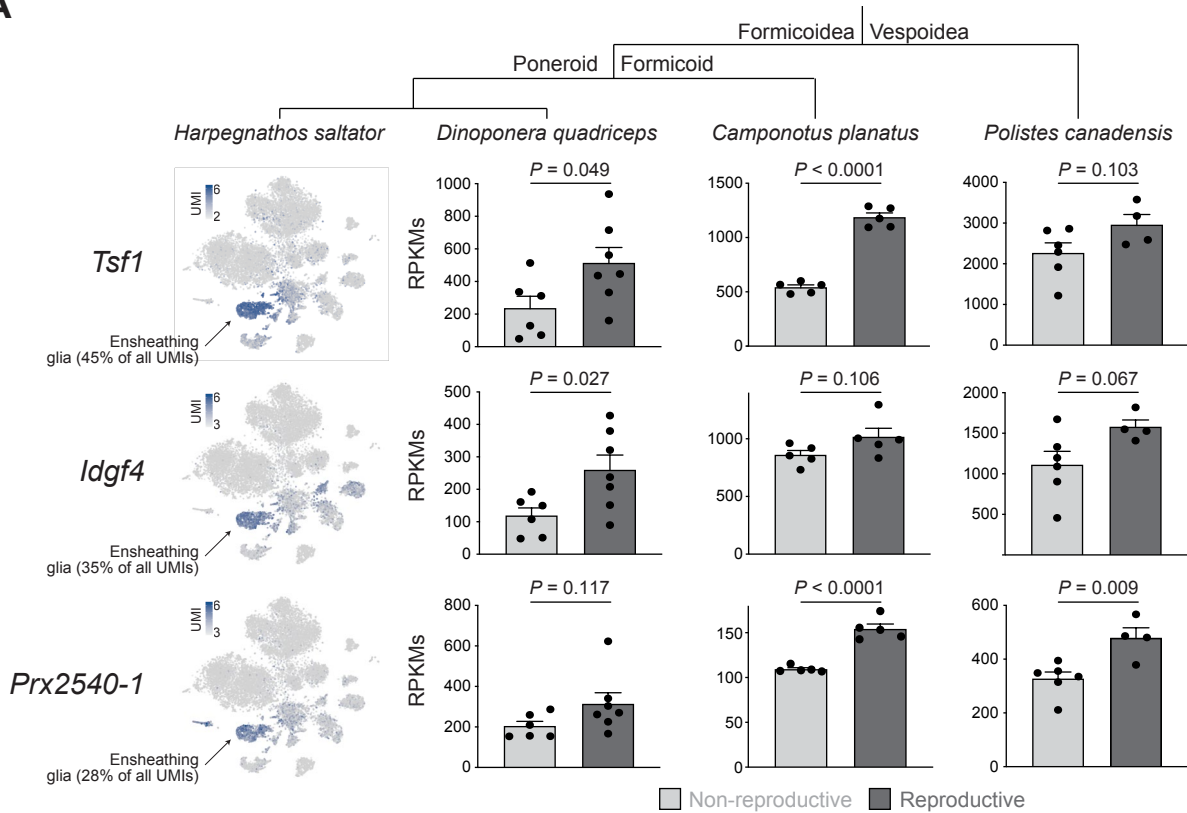 A
Formicoidea Vespoidea
Poneroid Formicoid
Harpegnathos saltator Dinoponera quadriceps Camponotus planatus Polistes canadensis
Tsf1
UMI
6
2
Ensheathing
glia (45% of all UMIs)
RPKMs
1000
800
600
400
200
0
P = 0.049
1500
1000
500
0
P < 0.0001
4000
3000
2000
1000
0
P = 0.103
Idgf4
UMI
6
3
Ensheathing
glia (35% of all UMIs)
RPKMs
500
400
300
200
100
0
P = 0.027
1000
500
0
P = 0.106
2000
1500
1000
500
P = 0.067
Prx2540-1
UMI
6
3
Ensheathing
glia (28% of all UMIs)
RPKMs
800
600
400
200
0
P = 0.117
150
100
50
0
P < 0.0001
600
400
200
0
P = 0.009
Non-reproductive Reproductive